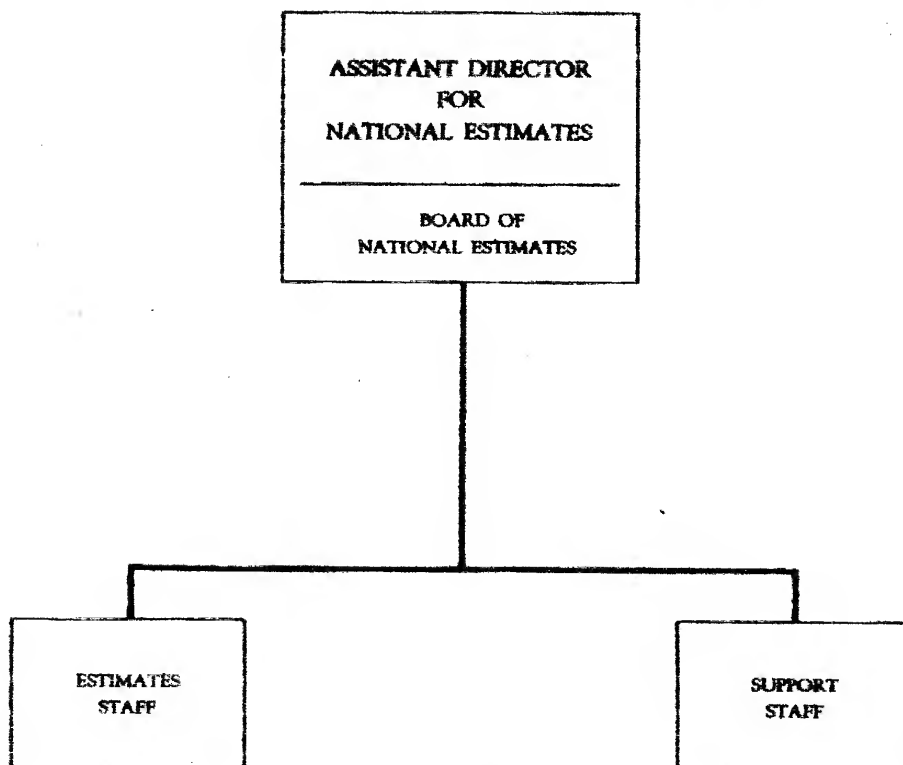 ASSISTANT DIRECTOR
FOR
NATIONAL ESTIMATES
BOARD OF
NATIONAL ESTIMATES
ESTIMATES
STAFF
SUPPORT
STAFF